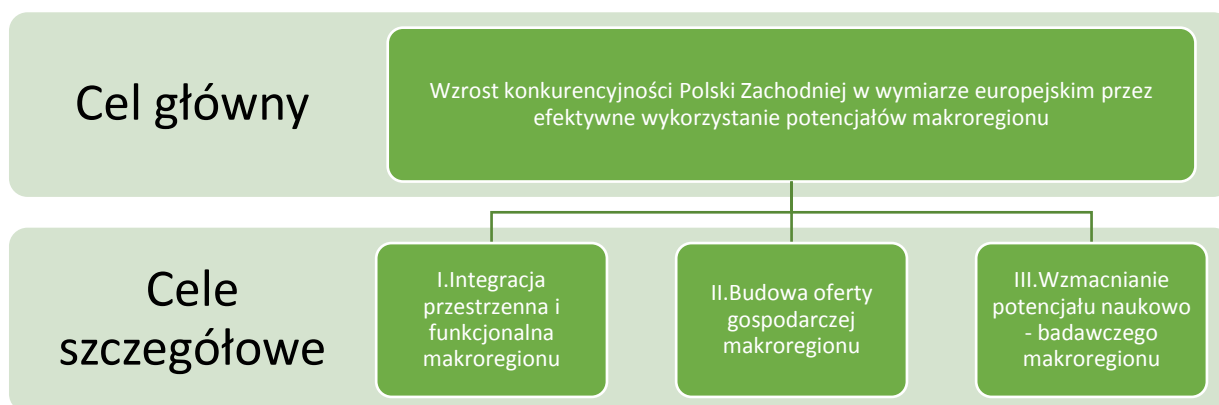 Cel główny
Wzrost konkurencyjności Polski Zachodniej w wymiarze europejskim przez
efektywne wykorzystanie potencjałów makroregionu
Cele
szczegółowe
I.Integracja
przestrzenna i
funkcjonalna
makroregionu
II.Budowa oferty
gospodarczej
makroregionu
III.Wzmacnianie
potencjału naukowo
- badawczego
makroregionu